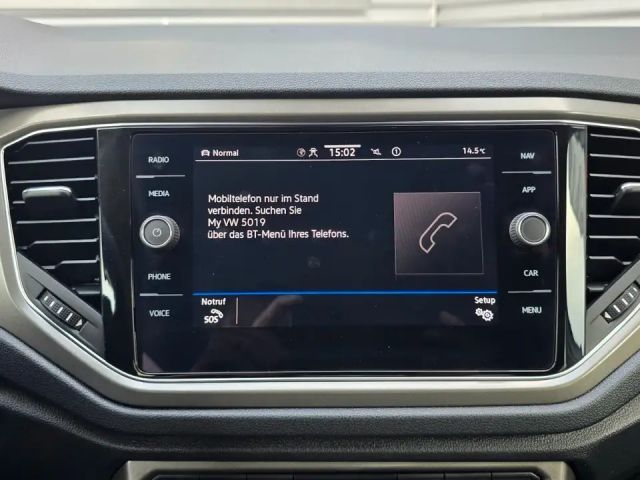 RADIO
MEDIA
PHONE
VOICE
Normal
15:02
14.5°C
Mobiltelefon nur im Stand
verbinden. Suchen Sie
My VW 5019
über das BT-Menü Ihres Telefons.
Notruf
SOS
Setup
NAV
APP
CAR
MENU